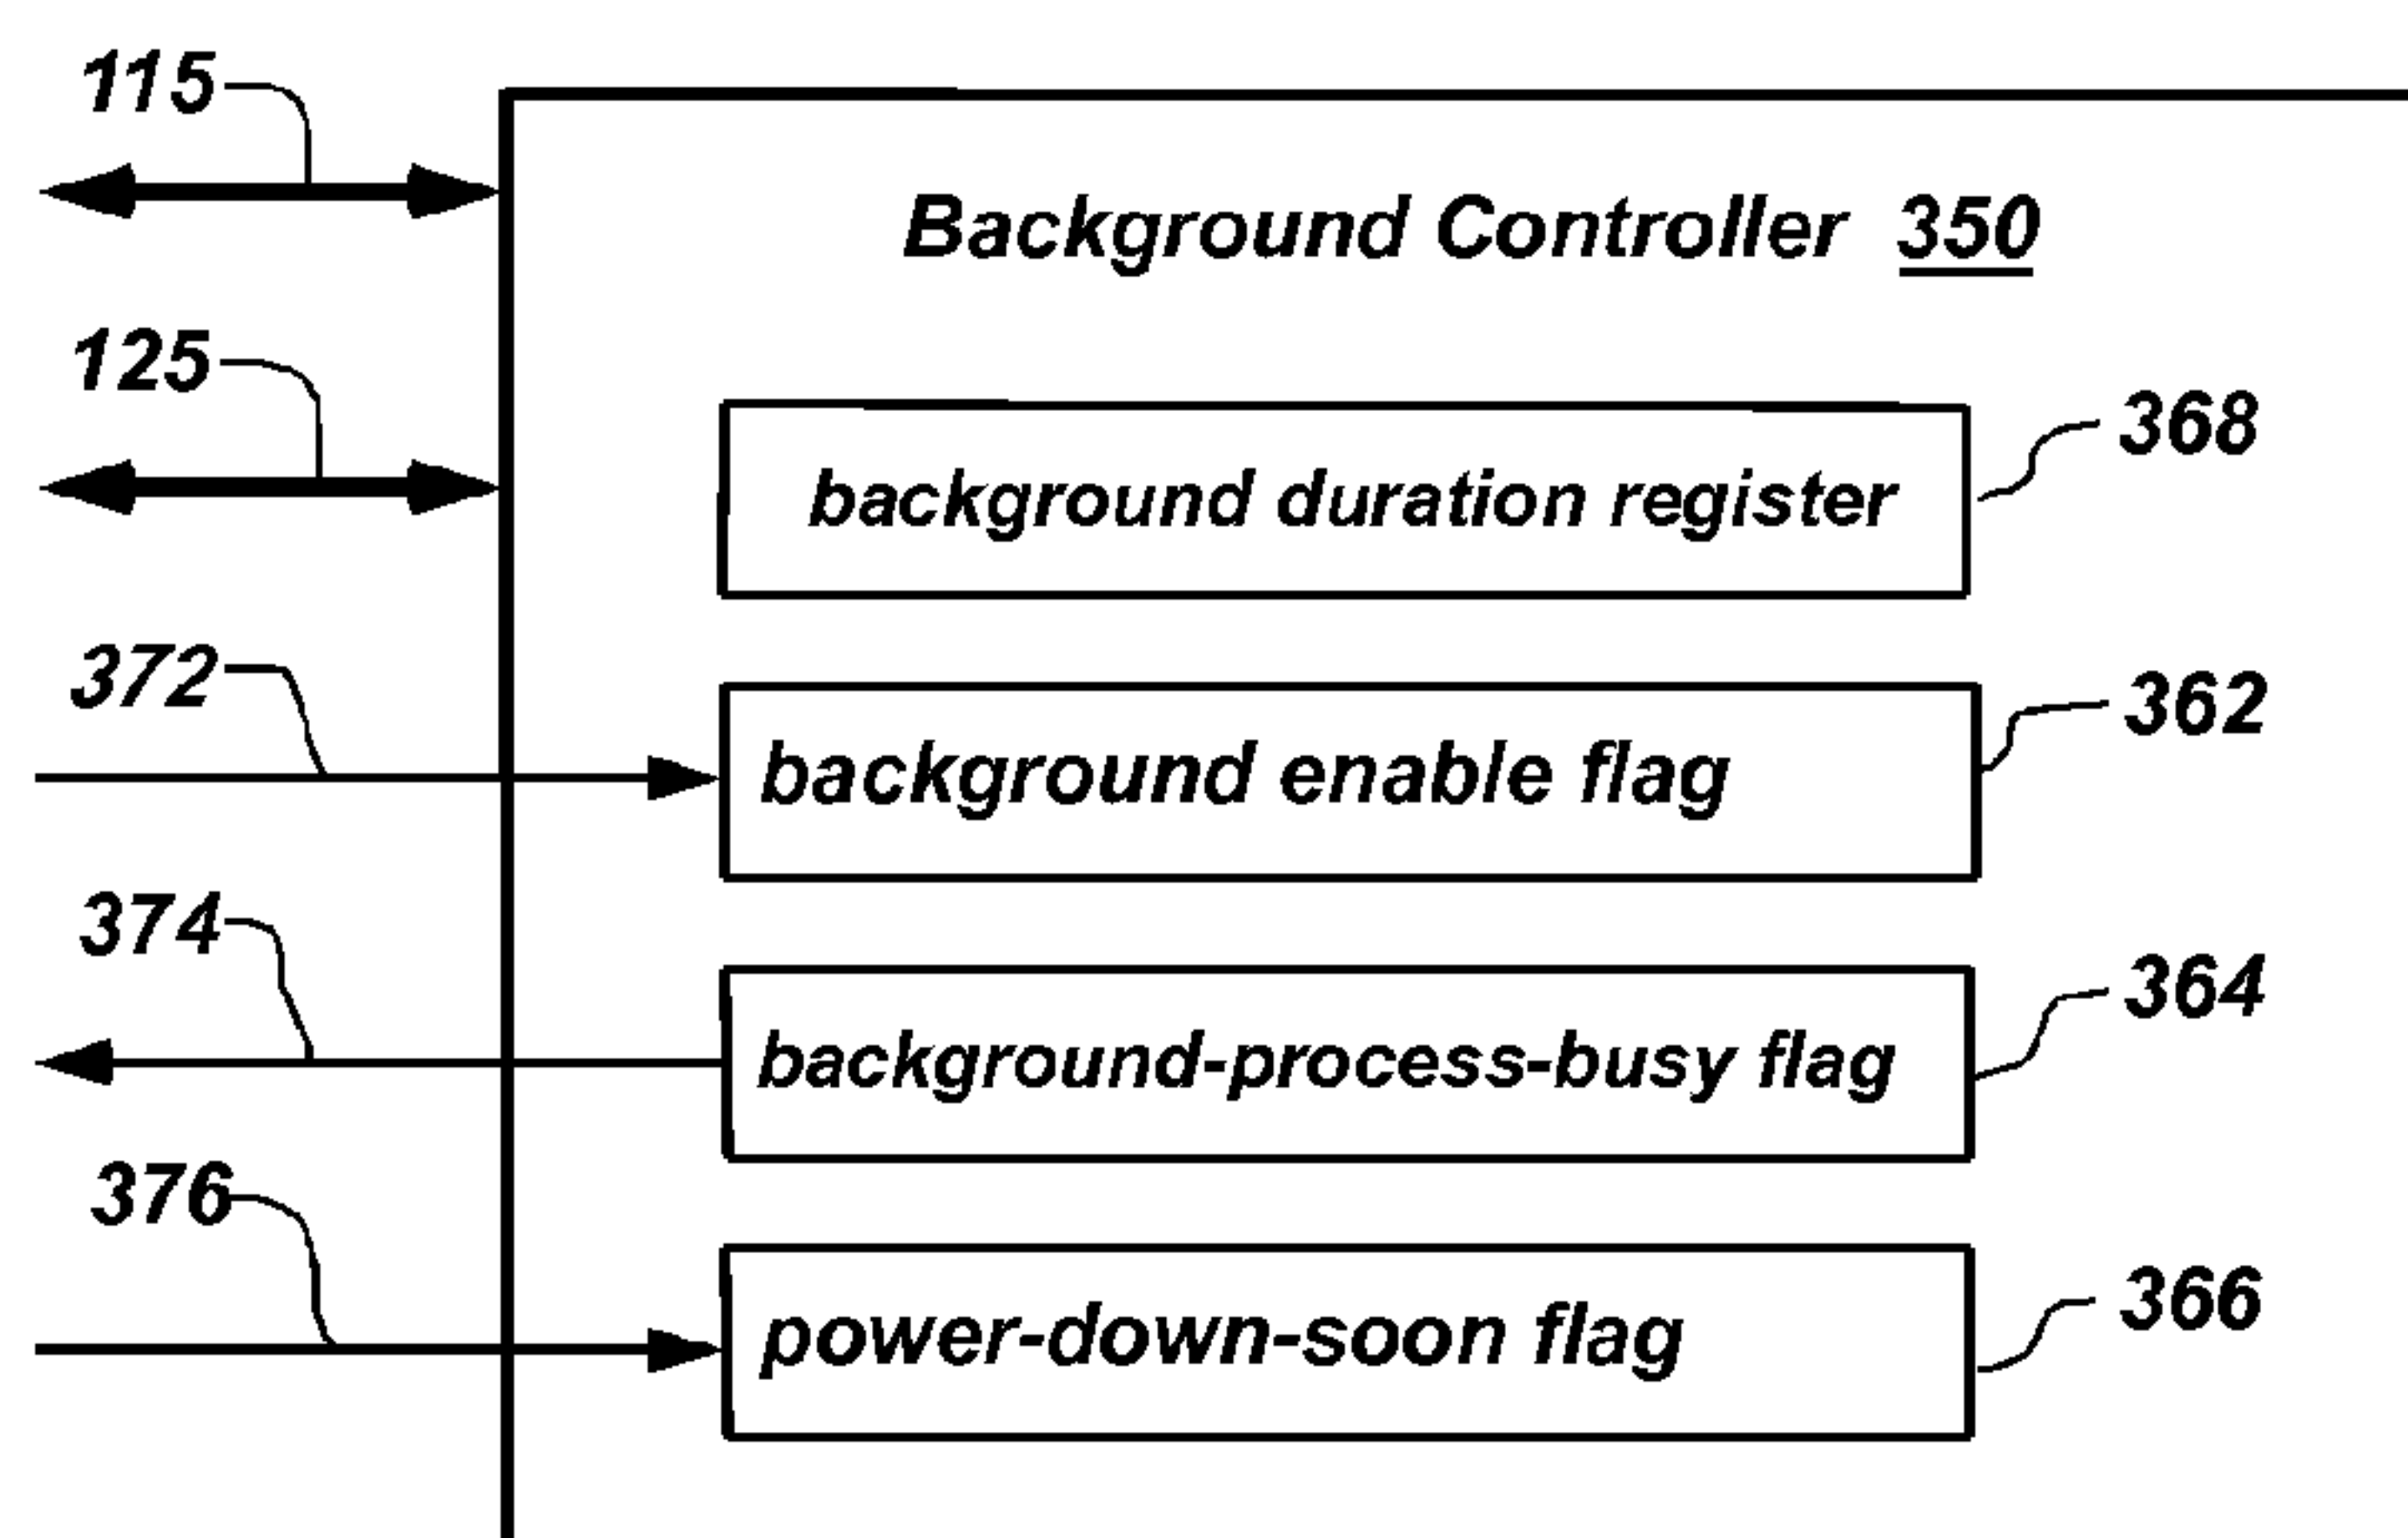 115
Background Controller 350
125
368
background duration register
372
362
background enable flag
374
364
background-process-busy flag
376
366
power-down-soon flag